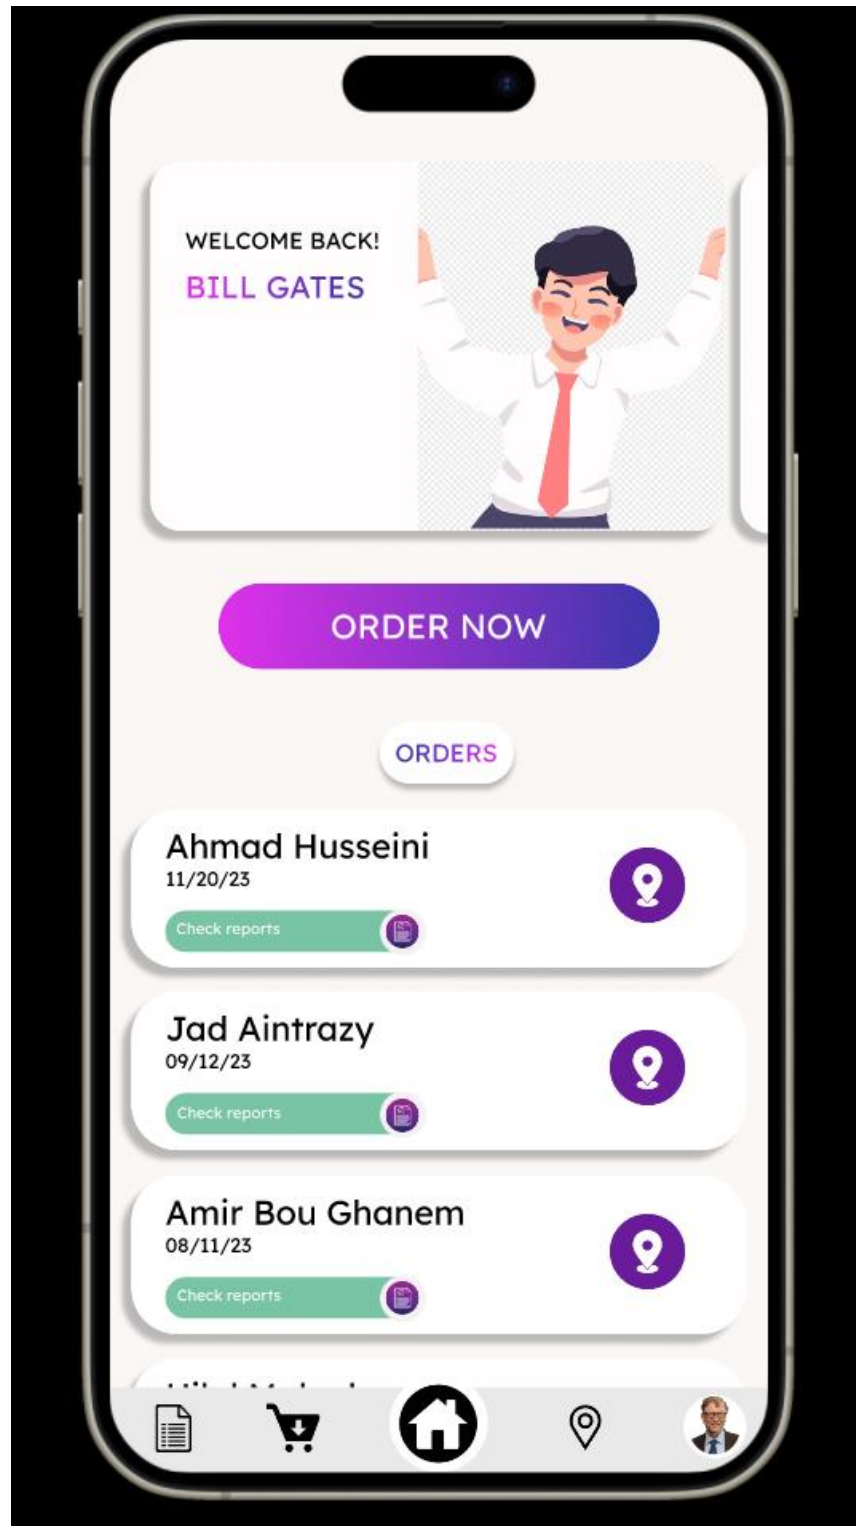 WELCOME BACK!
BILL GATES
ORDER NOW
ORDERS
Ahmad Husseini
11/20/23
Check reports
Jad Aintrazy
09/12/23
Check reports
Amir Bou Ghanem
08/11/23
Check reports